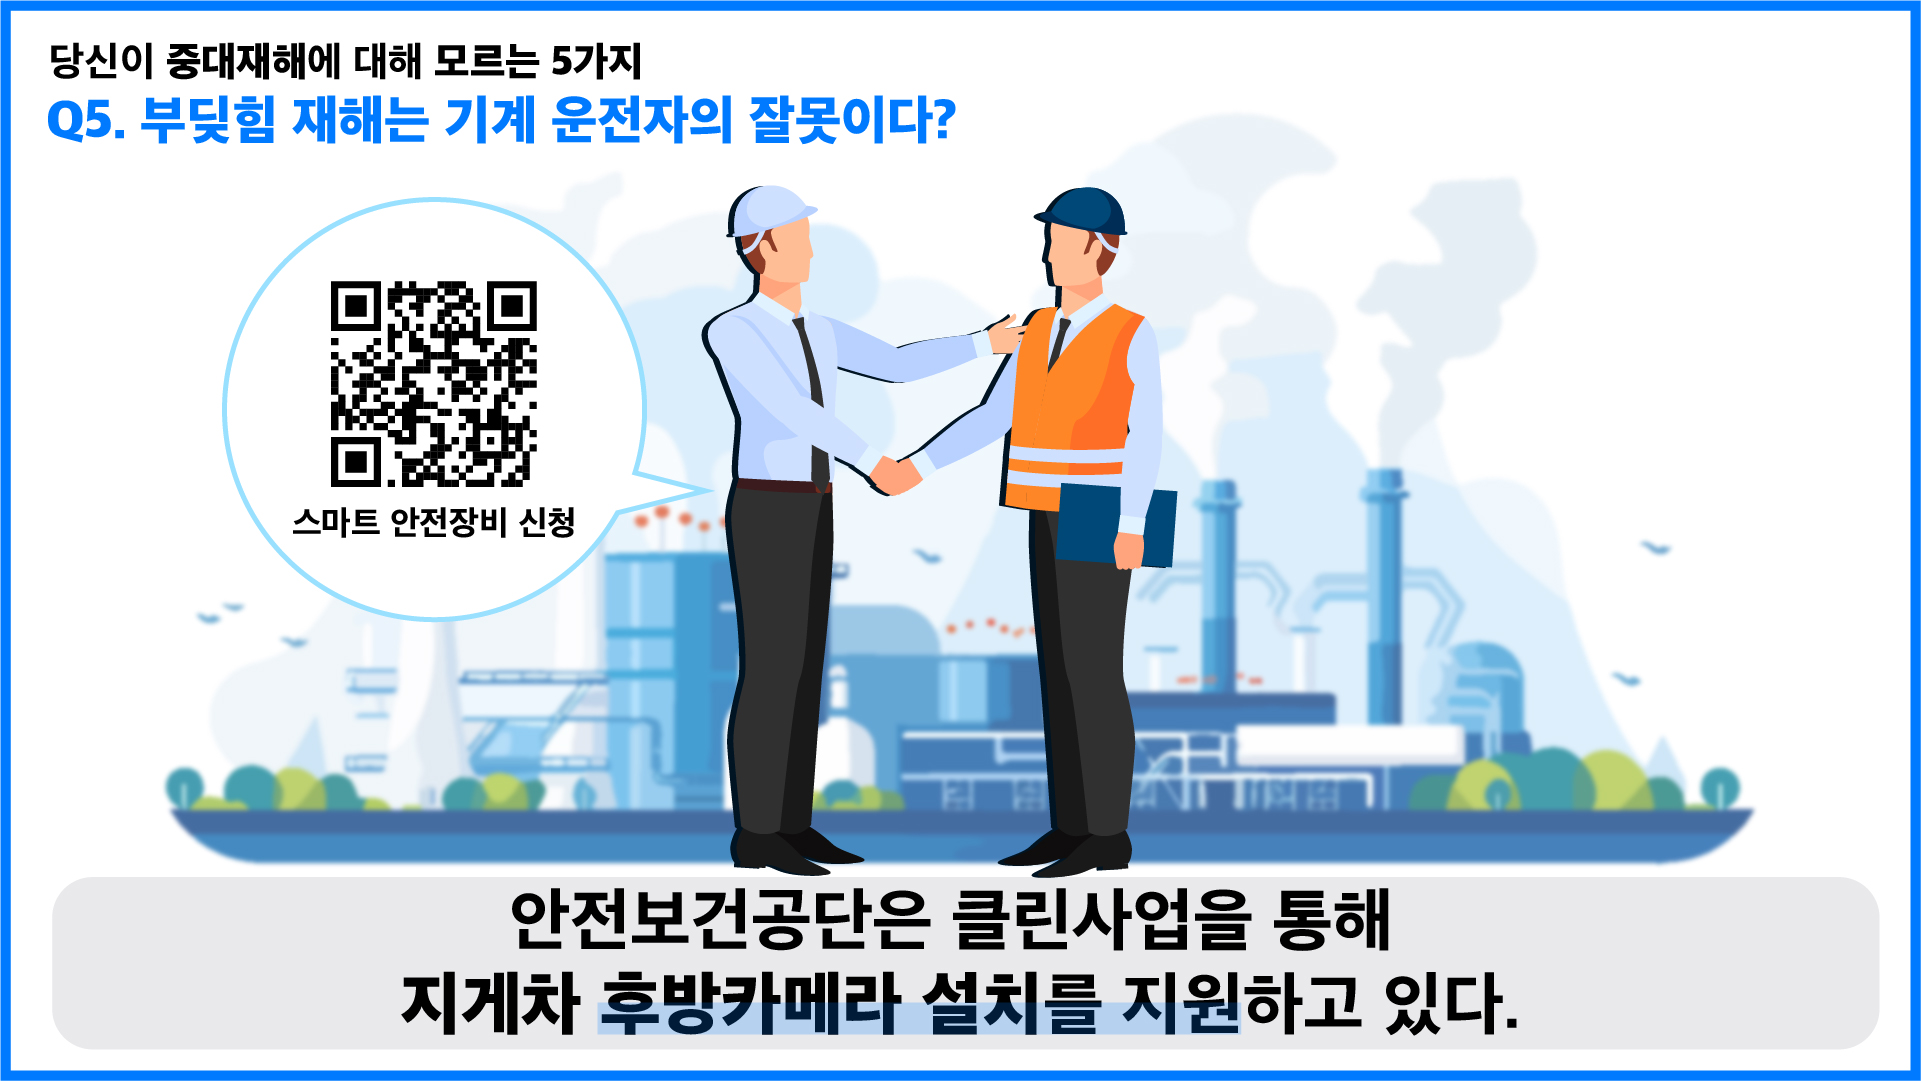 당신이 중대재해에 대해 모르는 5가지
Q5. 부딪힘 재해는 기계 운전자의 잘못이다?
스마트 안전장비 신청
안전보건공단은 클린사업을 통해
지게차 후방카메라 설치를 지원하고 있다.